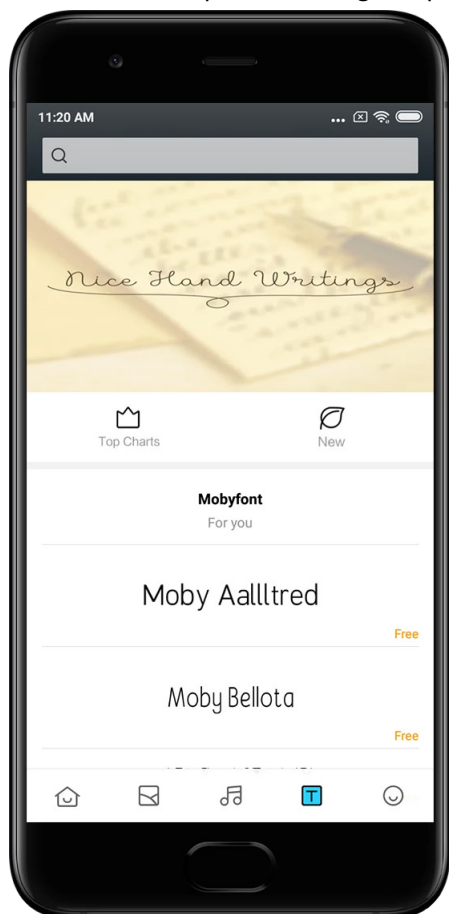 11:20 AM
Nice Hand Writings
Top Charts
New
Mobyfont
For you
Moby Aallltred
Free
Moby Bellota
Free
T